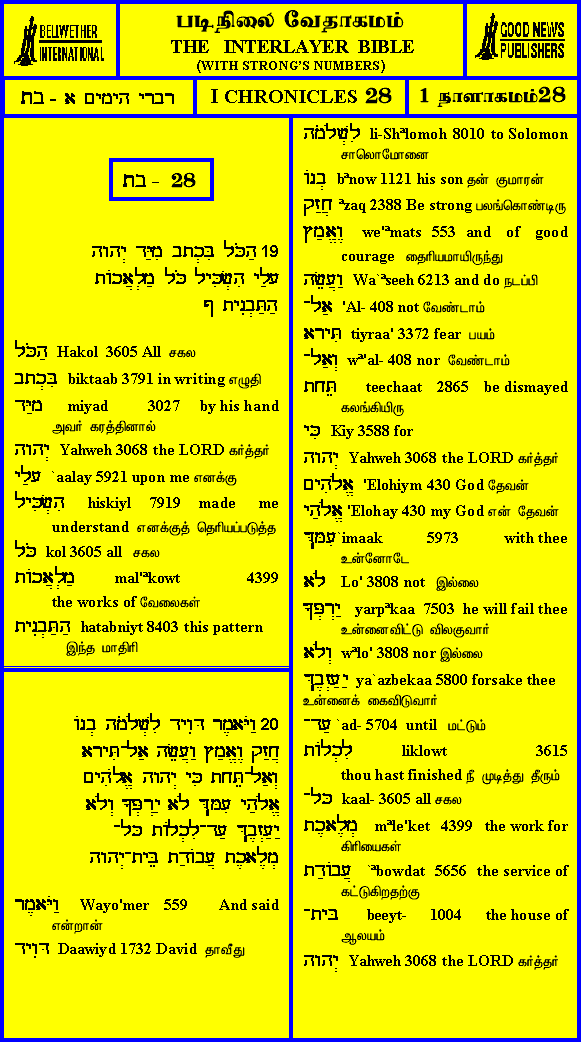 BELLWETHER
INTERNATIONAL
படிநிலை வேதாகமம்
THE INTERLAYER BIBLE
(WITH STRONG'S NUMBERS)
GOOD NEWS
PUBLISHERS
רברי הימים א - בת
I CHRONICLES 28
1 நாளாகமம்28
בת - 28
19 הַכֹּל בִּכְתָב מִיַּד יְהוָה
עָלַי הִשְׂכִּיל כֹּל מַלְאֲכוֹת
הַתַּבְנִית ף
הַכֹּל Hakol 3605 All சகல
בִּכְתָב biktaab 3791 in writing எழுதி
מִיַּד miyad 3027 by his hand
அவர் கரத்தினால்
יְהוָה Yahweh 3068 the LORD கர்த்தர்
עָלַי `aalay 5921 upon me எனக்கு
הִשְׂכִּיל hiskiyl 7919 made me
understand எனக்குத் தெரியப்படுத்த
כֹּל kol 3605 all சகல
מַלְאֲכוֹת mal'ªkowt 4399
the works of வேலைகள்
הַתַּבְנִית hatabniyt 8403 this pattern
இந்த மாதிரி
20 וַיֹּאמֶר דָּוִיד לִשְׁלֹמֹה בְנוֹ
חֲזַק וֶאֱמַץ וַעֲשֵׂה אַל־תִּירָא
וְאַל־תֵּחַת כִּי יְהוָה אֱלֹהִים
אֱלֹהַי עִמָּךְ לֹא יַרְפְּךָ וְלֹא
יַעַזְבֶךָּ עַד־לִכְלוֹת כָּל־
מְלֶאכֶת עֲבוֹדַת בֵּית־יְהוָה
וַיֹּאמֶר Wayo'mer 559 And said
என்றான்
דָּוִיד Daawiyd 1732 David தாவீது
לִשְׁלֹמֹה li-Shªlomoh 8010 to Solomon
சாலொமோனை
בְנוֹ bªnow 1121 his son தன் குமாரன்
חֲזַק ªzaq 2388 Be strong பலங்கொண்டிரு
וֶאֱמַץ we'ªmats 553 and of good
courage தைரியமாயிருந்து
וַעֲשֵׂה Wa`ªseeh 6213 and do நடப்பி
אַל־ 'Al- 408 not வேண்டாம்
תִּירָא tiyraa' 3372 fear பயம்
וְאַל־ wª'al- 408 nor வேண்டாம்
תֵּחַת teechaat 2865 be dismayed
கலங்கியிரு
כִּי Kiy 3588 for
יְהוָה Yahweh 3068 the LORD கர்த்தர்
אֱלֹהִים 'Elohiym 430 God தேவன்
אֱלֹהַי 'Elohay 430 my God என் தேவன்
עִמָּךְ `imaak 5973 with thee
உன்னோடே
לֹא Lo' 3808 not இல்லை
יַרְפְּךָ yarpªkaa 7503 he will fail thee
உன்னைவிட்டு விலகுவார்
וְלֹא wªlo' 3808 nor இல்லை
יַעַזְבֶךָּ ya`azbekaa 5800 forsake thee
உன்னைக் கைவிடுவார்
עַד־ `ad- 5704 until மட்டும்
לִכְלוֹת liklowt 3615
thou hast finished நீ முடித்து தீரும்
כָּל־ kaal- 3605 all சகல
מְלֶאכֶת mªle'ket 4399 the work for
கிரியைகள்
עֲבוֹדַת `ªbowdat 5656 the service of
கட்டுகிறதற்கு
בֵּית־ beeyt- 1004 the house of
ஆலயம்
יְהוָה Yahweh 3068 the LORD கர்த்தர்